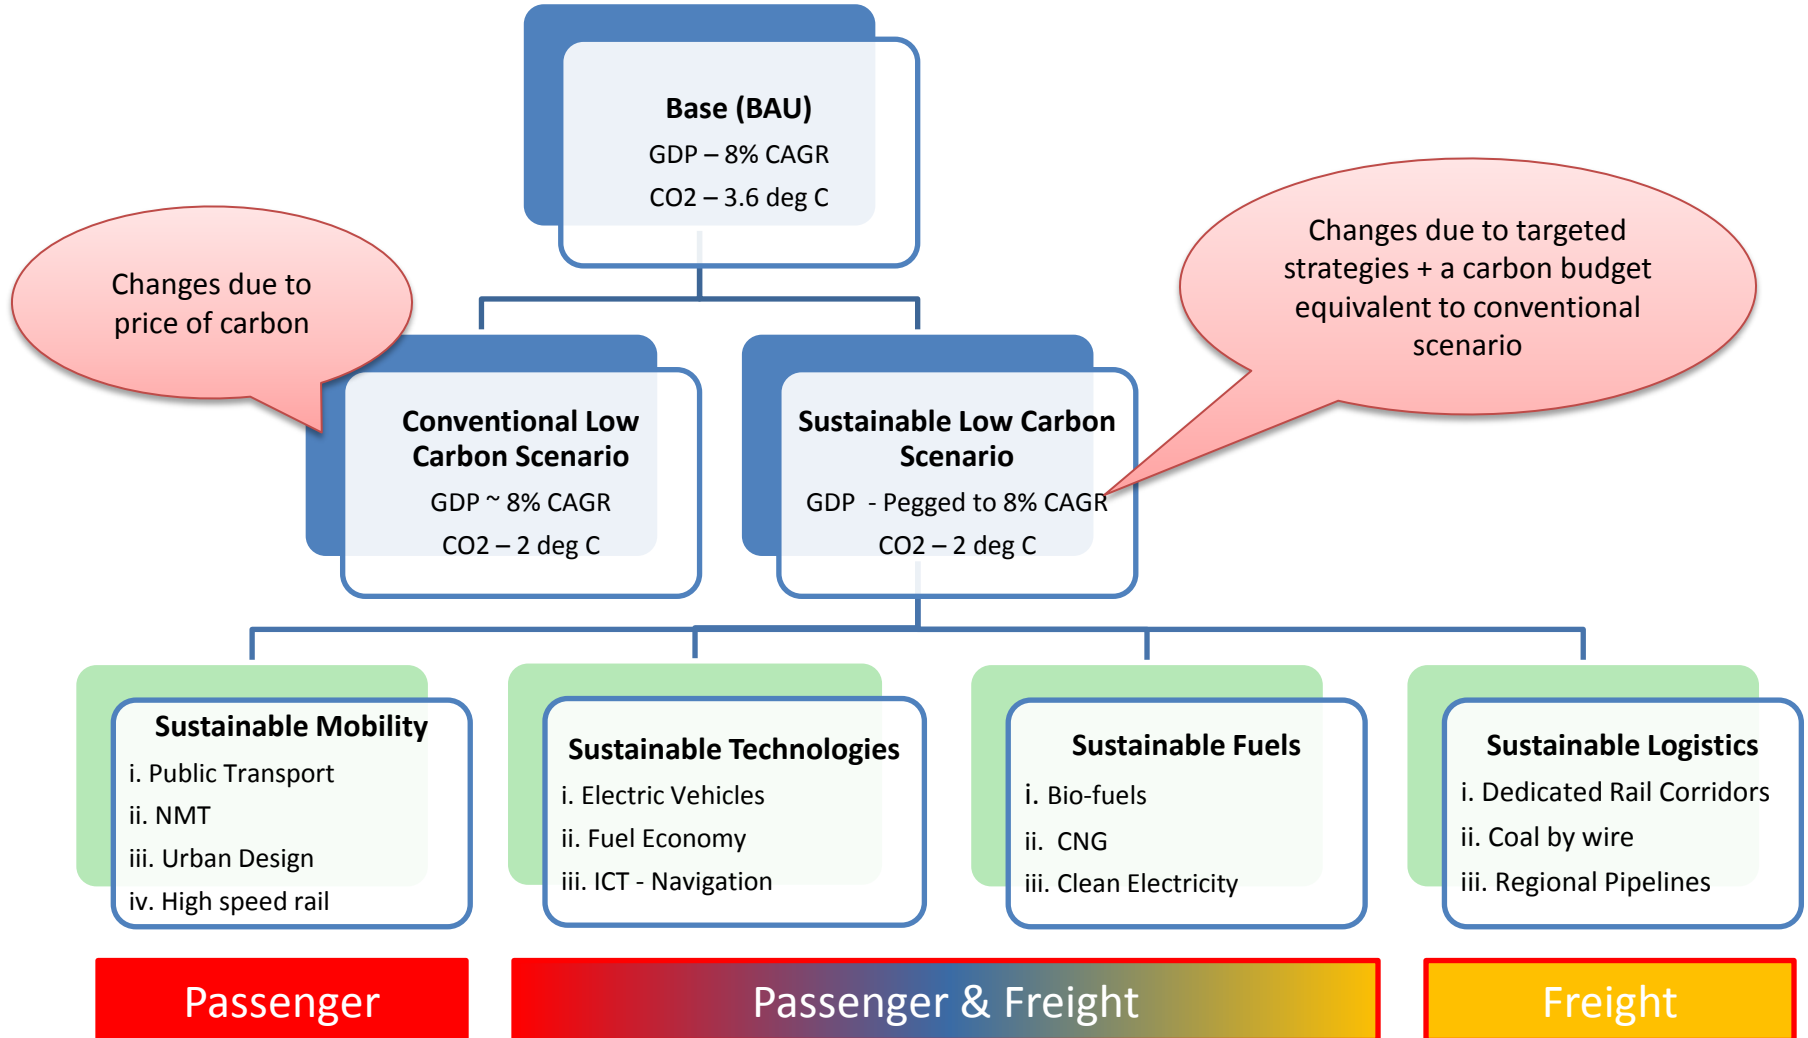 Base (BAU)
GDP – 8% CAGR
CO2 – 3.6 deg C
Changes due to
price of carbon
Changes due to targeted
strategies + a carbon budget
equivalent to conventional
scenario
Conventional Low
Carbon Scenario
GDP ~ 8% CAGR
CO2 – 2 deg C
Sustainable Low Carbon
Scenario
GDP - Pegged to 8% CAGR
CO2 – 2 deg C
Sustainable Mobility
i. Public Transport
ii. NMT
iii. Urban Design
iv. High speed rail
Sustainable Technologies
i. Electric Vehicles
ii. Fuel Economy
iii. ICT - Navigation
Sustainable Fuels
i. Bio-fuels
ii. CNG
iii. Clean Electricity
Sustainable Logistics
i. Dedicated Rail Corridors
ii. Coal by wire
iii. Regional Pipelines
Passenger
Passenger & Freight
Freight